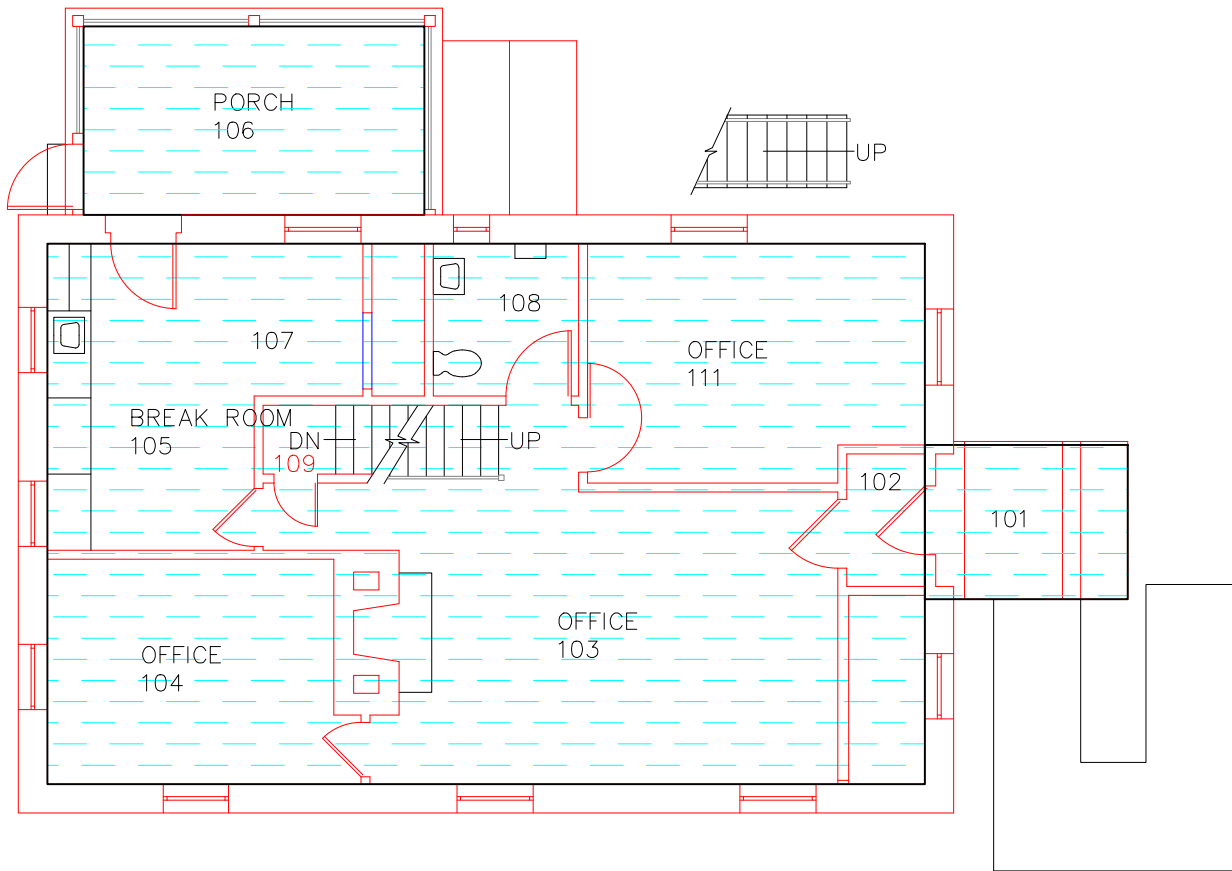 PORCH
106
UP
108
107
OFFICE
111
BREAK ROOM
105
DN
UP
109
102
101
OFFICE
103
OFFICE
104